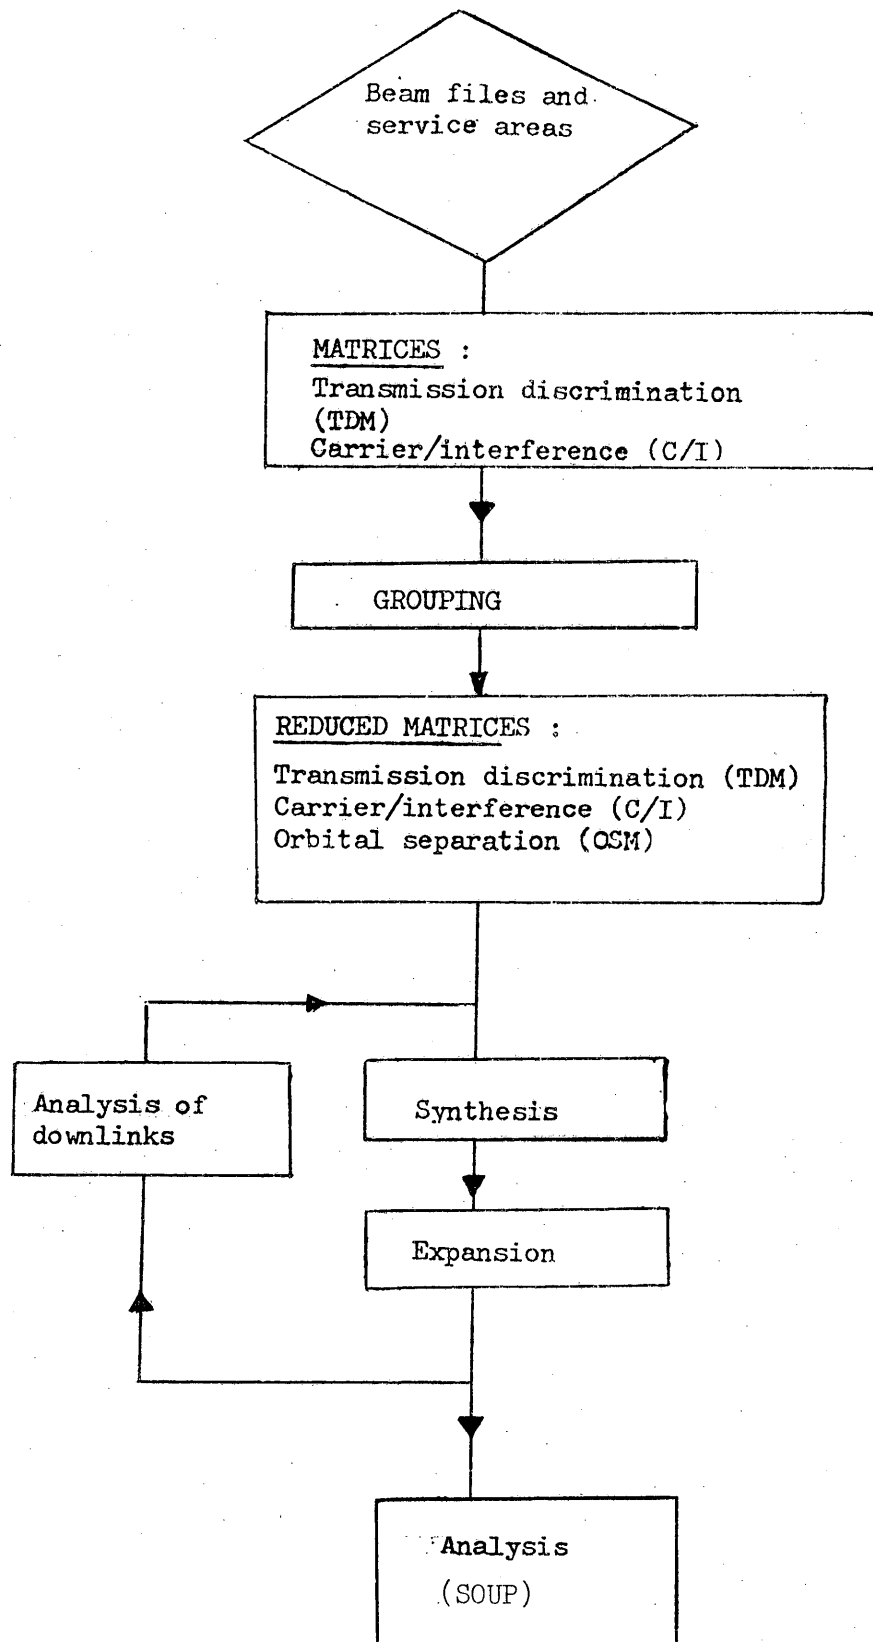 Beam files and
service areas
MATRICES :
Transmission discrimination
(TDM)
Carrier/interference (C/I)
GROUPING
REDUCED MATRICES :
Transmission discrimination (TDM)
Carrier/interference (C/I)
Orbital separation (OSM)
Analysis of
downlinks
Synthesis
Expansion
Analysis
(SOUP)